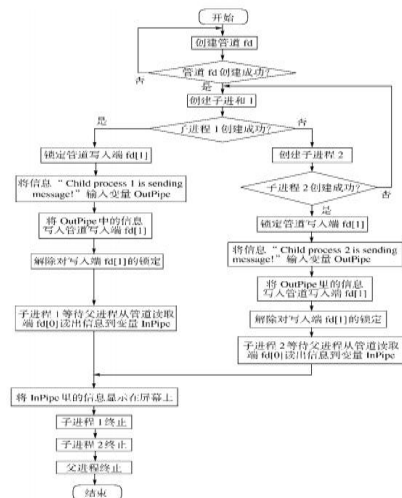 开始
创建管道 fd
管道 fd 创建成功?
否
是
创建子进和 1
子进程 1 创建成功?
是
否
锁定管道写入端 fd[1]
将信息“ Child process 1 is sending
message!” 输入变量 OutPipe
将 OutPipe 中的信息
写入管道写入端 fd[1]
解除对写入端 fd[1]的锁定
子进程 1 等待父进程从管道读取
端 fd[0]读出信息到变量 InPipe
创建子进程 2
子进程 2 创建成功?
否
是
锁定管道写入端 fd[1]
将信息 “Child process 2 is sending
message!” 输入变量 OutPipe
将 OutPipe 里的信息
写入管道写入端 fd[1]
解除对写入端 fd[1]的锁定
子进程 2 等待父进程从管道读取
端 fd[0]读出信息到变量 InPipe
将 InPipe 里的信息显示在屏幕上
子进程 1 终止
子进程 2 终止
父进程终止
结束